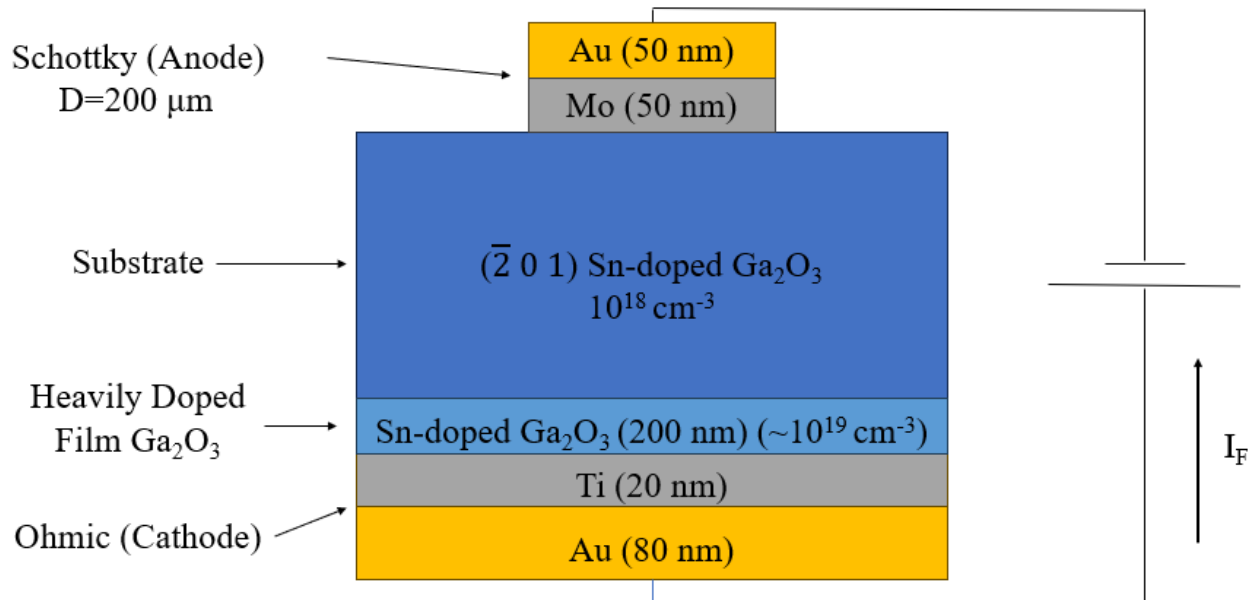 Au (50 nm)
Schottky (Anode)
D=200 μm
Mo (50 nm)
Substrate
(2̅ 0 1) Sn-doped Ga₂O₃
10¹⁸ cm⁻³
Heavily Doped
Film Ga₂O₃
Sn-doped Ga₂O₃ (200 nm) (~10¹⁹ cm⁻³)
I_F
Ti (20 nm)
Ohmic (Cathode)
Au (80 nm)